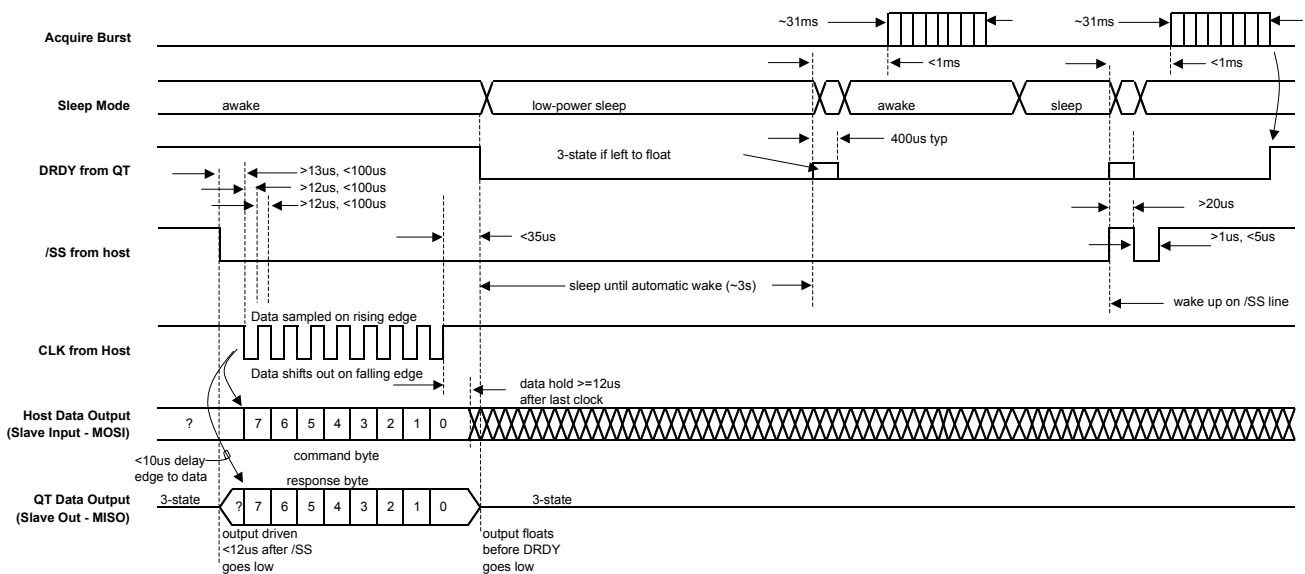 Acquire Burst
~31ms
~31ms
<1ms
<1ms
Sleep Mode
awake
low-power sleep
awake
sleep
400us typ
3-state if left to float
DRDY from QT
>13us, <100us
>12us, <100us
>12us, <100us
>20us
<35us
/SS from host
>1us, <5us
sleep until automatic wake (~3s)
wake up on /SS line
Data sampled on rising edge
CLK from Host
Data shifts out on falling edge
data hold >=12us
after last clock
Host Data Output
(Slave Input - MOSI)
? 7 6 5 4 3 2 1 0
<10us delay
edge to data
command byte
response byte
QT Data Output
(Slave Out - MISO)
3-state
? 7 6 5 4 3 2 1 0
3-state
output driven
<12us after /SS
goes low
output floats
before DRDY
goes low